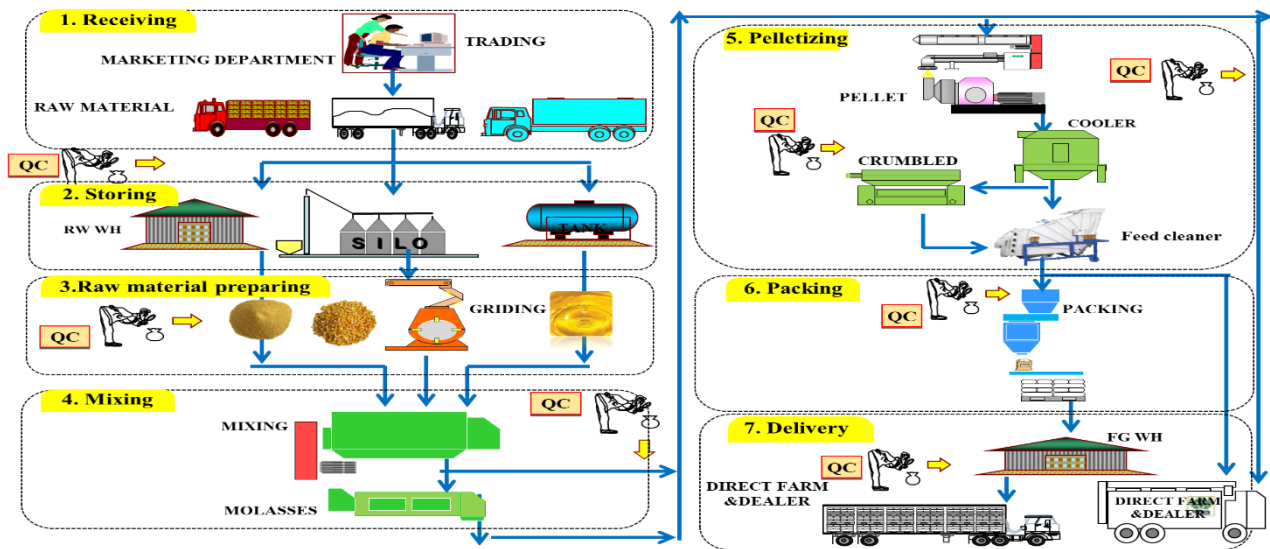 1. Receiving
TRADING
MARKETING DEPARTMENT
RAW MATERIAL
QC
2. Storing
RW WH
SILO
TANK
3.Raw material preparing
QC
GRIDING
4. Mixing
QC
MIXING
MOLASSES
5. Pelletizing
QC
PELLET
QC
COOLER
CRUMBLED
Feed cleaner
6. Packing
QC
PACKING
7. Delivery
FG WH
QC
DIRECT FARM
&DEALER
DIRECT FARM
&DEALER